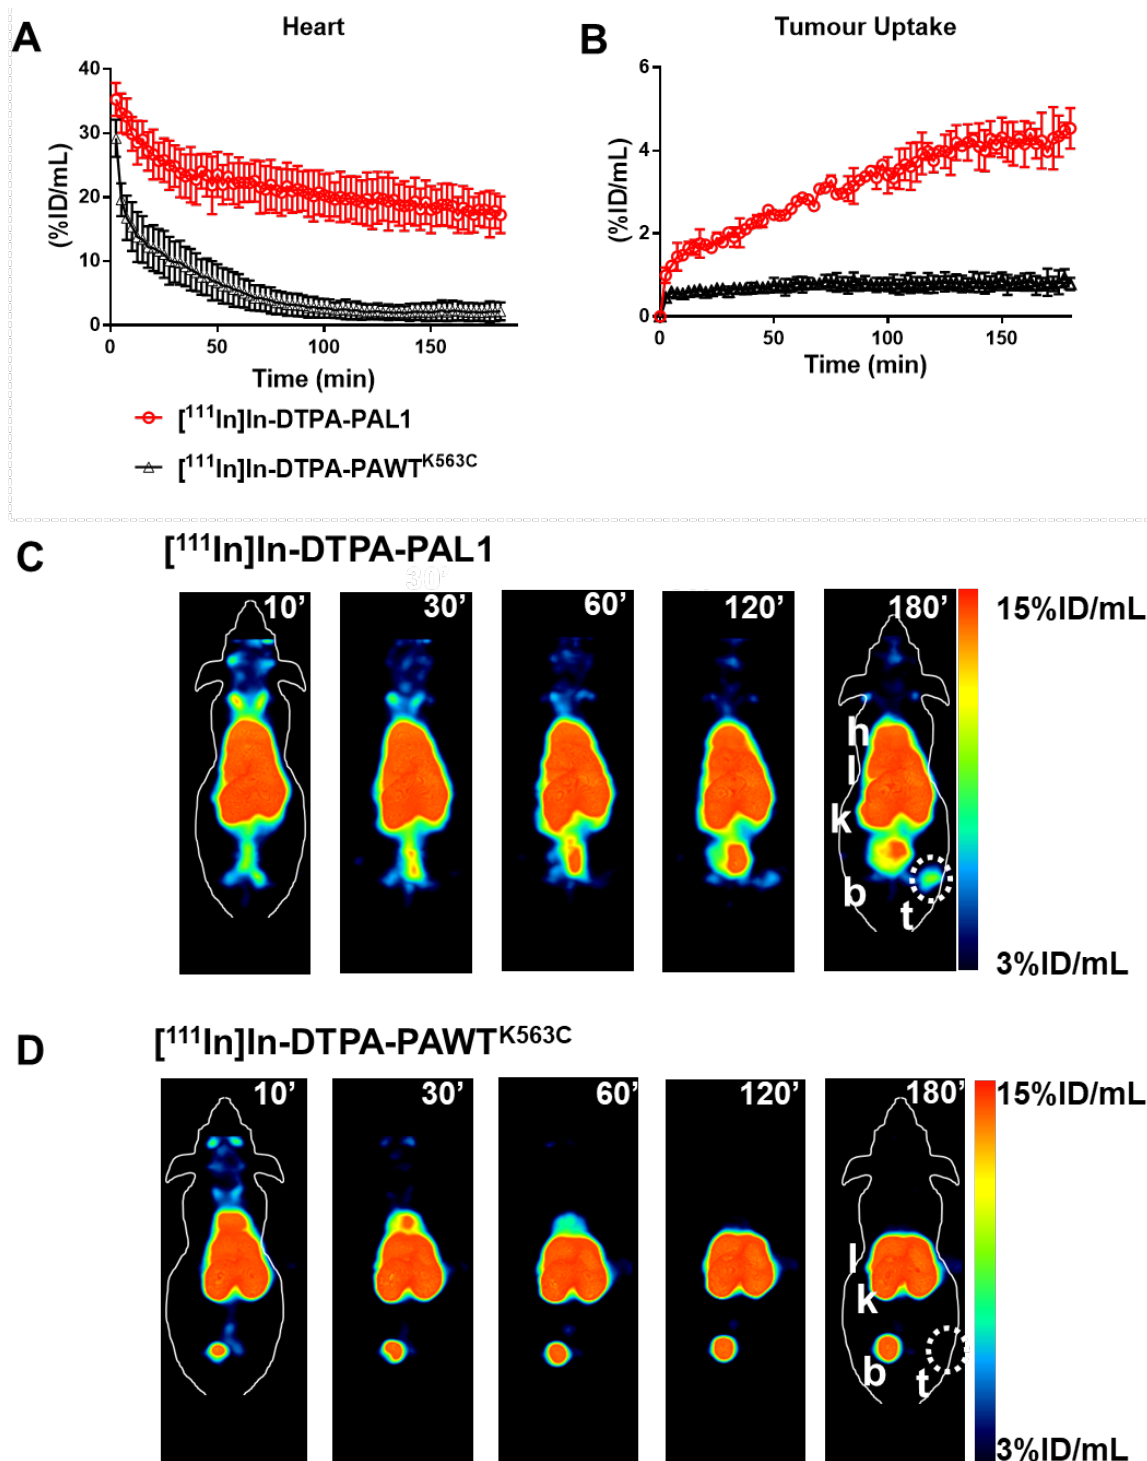 A
Heart
B
Tumour Uptake
40
30
20
10
0
(%ID/mL)
0
50
100
150
Time (min)
6
4
2
0
(%ID/mL)
0
50
100
150
Time (min)
[¹¹¹In]In-DTPA-PAL1
[¹¹¹In]In-DTPA-PAWTᴷ⁵⁶³ᶜ
C
[¹¹¹In]In-DTPA-PAL1
30'
10’
30’
60’
120’
180’
15%ID/mL
h
l
k
b
t
3%ID/mL
D
[¹¹¹In]In-DTPA-PAWTᴷ⁵⁶³ᶜ
10’
30’
60’
120’
180’
15%ID/mL
l
k
b
t
3%ID/mL